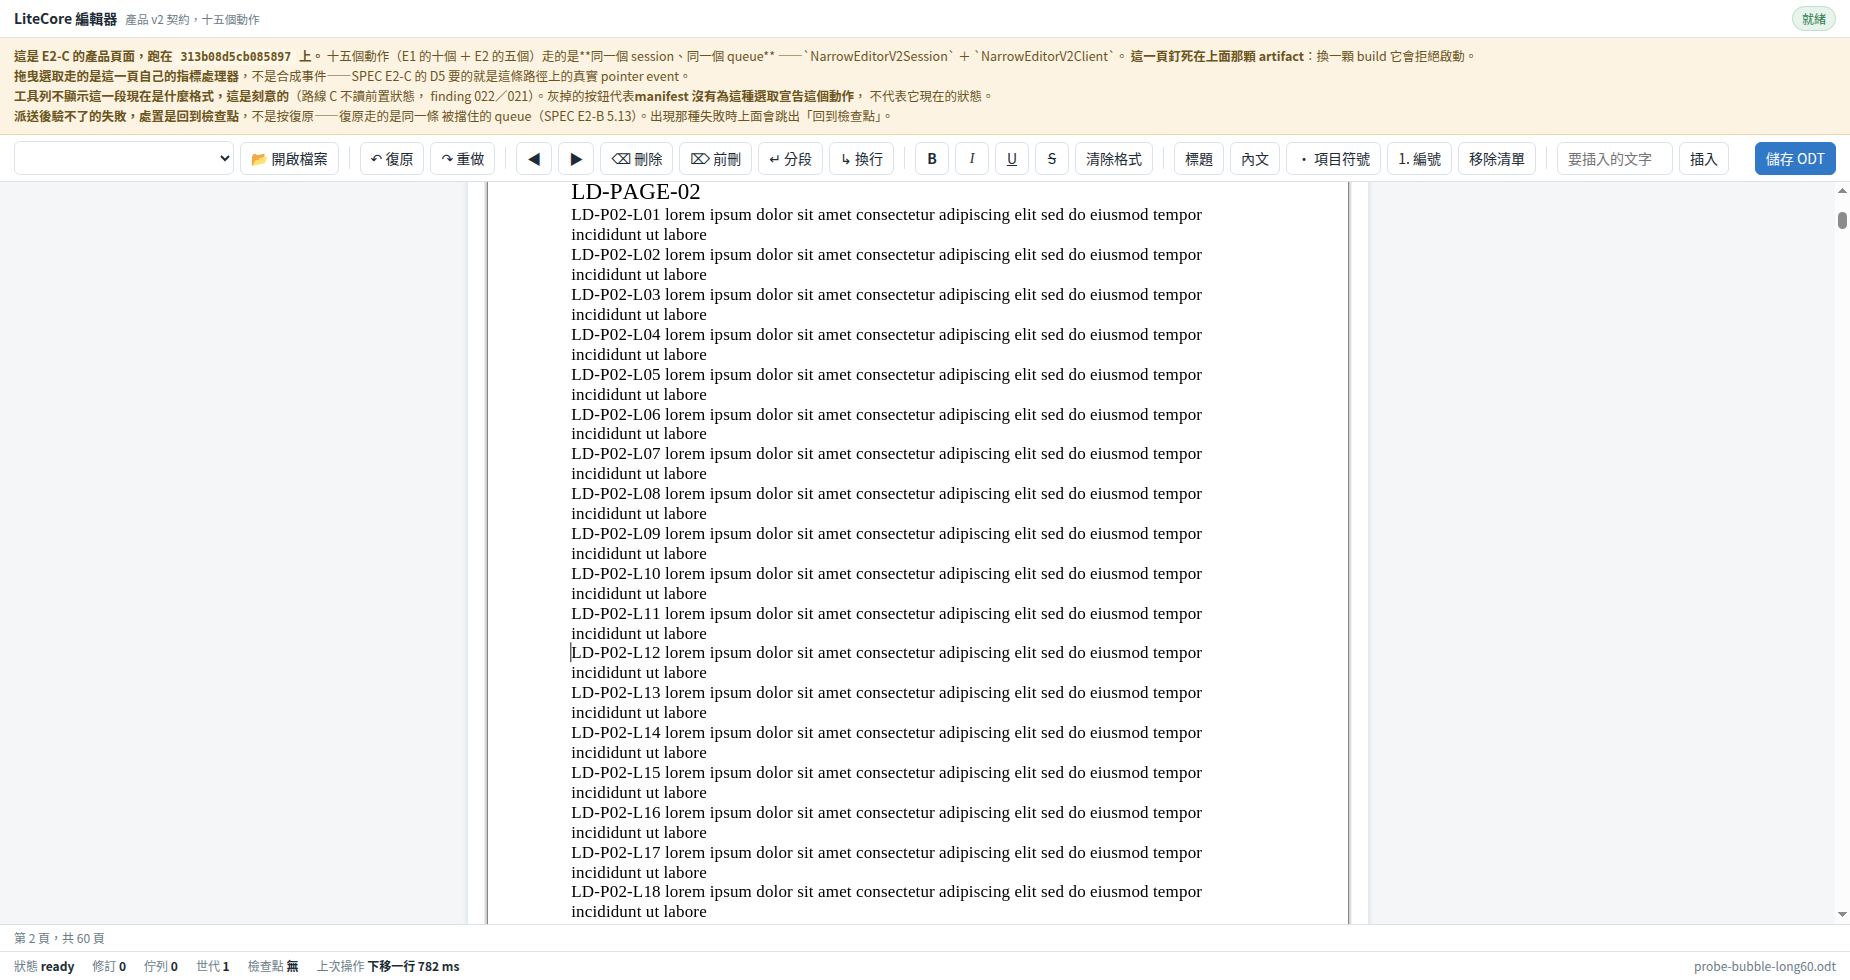 LiteCore 編輯器 產品 v2 契約，十五個動作 就緒
這是 E2-C 的產品頁面，跑在 313b08d5cb085897 上。 十五個動作（E1 的十個 ＋ E2 的五個）走的是**同一個 session、同一個 queue** ──`NarrowEditorV2Session` ＋ `NarrowEditorV2Client`。 這一頁釘死在上面那顆 artifact：換一顆 build 它會拒絕啟動。
拖曳選取走的是這一頁自己的指標處理器，不是合成事件──SPEC E2-C 的 D5 要的就是這條路徑上的真實 pointer event。
工具列不顯示這一段現在是什麼格式，這是刻意的（路線 C 不讀前置狀態， finding 022／021）。灰掉的按鈕代表manifest 沒有為這種選取宣告這個動作， 不代表它現在的狀態。
派送後驗不了的失敗，處置是回到檢查點，不是按復原──復原走的是同一條 被擋住的 queue（SPEC E2-B 5.13）。出現那種失敗時上面會跳出「回到檢查點」。
📂 開啟檔案 ↶ 復原 ↷ 重做 ◀ ▶ ⌫ 刪除 ⌦ 前刪 ↵ 分段 ↳ 換行 B I U S 清除格式 標題 內文 • 項目符號 1. 編號 移除清單 要插入的文字 插入 儲存 ODT
LD-PAGE-02
LD-P02-L01 lorem ipsum dolor sit amet consectetur adipiscing elit sed do eiusmod tempor
incididunt ut labore
LD-P02-L02 lorem ipsum dolor sit amet consectetur adipiscing elit sed do eiusmod tempor
incididunt ut labore
LD-P02-L03 lorem ipsum dolor sit amet consectetur adipiscing elit sed do eiusmod tempor
incididunt ut labore
LD-P02-L04 lorem ipsum dolor sit amet consectetur adipiscing elit sed do eiusmod tempor
incididunt ut labore
LD-P02-L05 lorem ipsum dolor sit amet consectetur adipiscing elit sed do eiusmod tempor
incididunt ut labore
LD-P02-L06 lorem ipsum dolor sit amet consectetur adipiscing elit sed do eiusmod tempor
incididunt ut labore
LD-P02-L07 lorem ipsum dolor sit amet consectetur adipiscing elit sed do eiusmod tempor
incididunt ut labore
LD-P02-L08 lorem ipsum dolor sit amet consectetur adipiscing elit sed do eiusmod tempor
incididunt ut labore
LD-P02-L09 lorem ipsum dolor sit amet consectetur adipiscing elit sed do eiusmod tempor
incididunt ut labore
LD-P02-L10 lorem ipsum dolor sit amet consectetur adipiscing elit sed do eiusmod tempor
incididunt ut labore
LD-P02-L11 lorem ipsum dolor sit amet consectetur adipiscing elit sed do eiusmod tempor
incididunt ut labore
LD-P02-L12 lorem ipsum dolor sit amet consectetur adipiscing elit sed do eiusmod tempor
incididunt ut labore
LD-P02-L13 lorem ipsum dolor sit amet consectetur adipiscing elit sed do eiusmod tempor
incididunt ut labore
LD-P02-L14 lorem ipsum dolor sit amet consectetur adipiscing elit sed do eiusmod tempor
incididunt ut labore
LD-P02-L15 lorem ipsum dolor sit amet consectetur adipiscing elit sed do eiusmod tempor
incididunt ut labore
LD-P02-L16 lorem ipsum dolor sit amet consectetur adipiscing elit sed do eiusmod tempor
incididunt ut labore
LD-P02-L17 lorem ipsum dolor sit amet consectetur adipiscing elit sed do eiusmod tempor
incididunt ut labore
LD-P02-L18 lorem ipsum dolor sit amet consectetur adipiscing elit sed do eiusmod tempor
incididunt ut labore
第 2 頁，共 60 頁
狀態 ready 修訂 0 佇列 0 世代 1 檢查點 無 上次操作 下移一行 782 ms probe-bubble-long60.odt